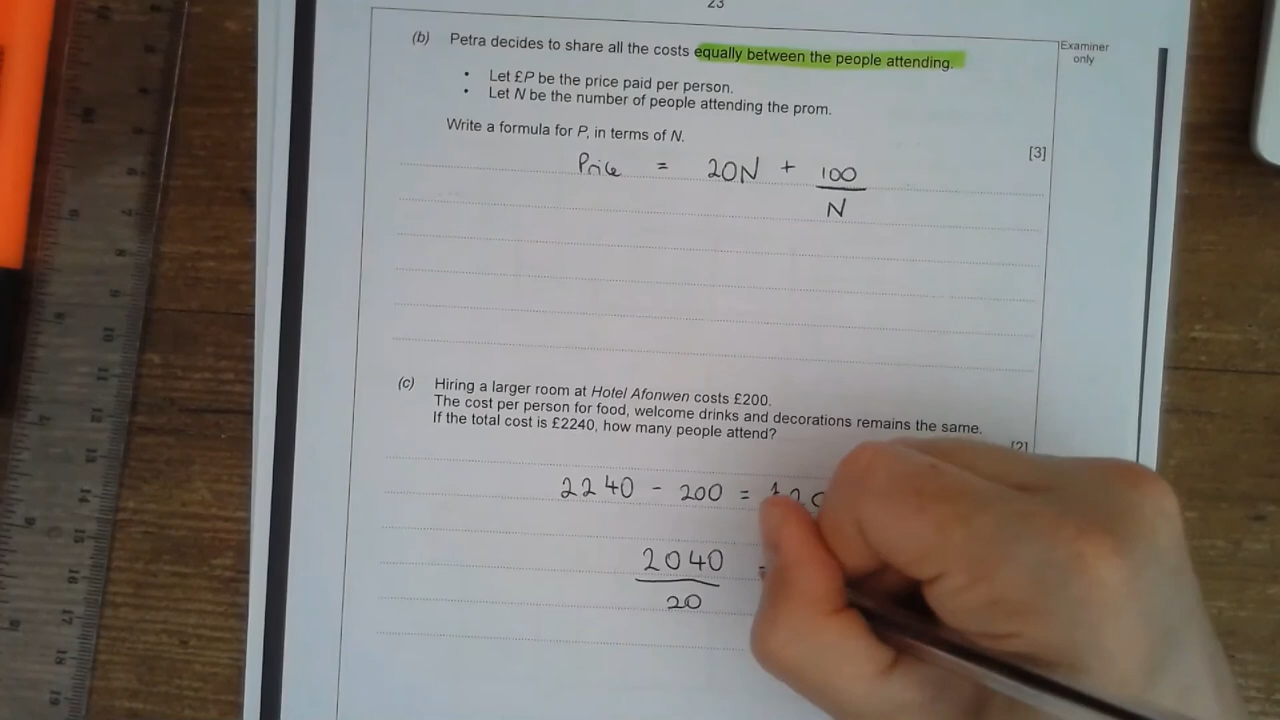 23
Examiner only
(b) Petra decides to share all the costs equally between the people attending.
• Let £P be the price paid per person.
• Let N be the number of people attending the prom.
Write a formula for P, in terms of N.
[3]
Price = 20N + 100
N
(c) Hiring a larger room at Hotel Afonwen costs £200.
The cost per person for food, welcome drinks and decorations remains the same.
If the total cost is £2240, how many people attend?
[2]
2240 - 200 =
2040 =
20